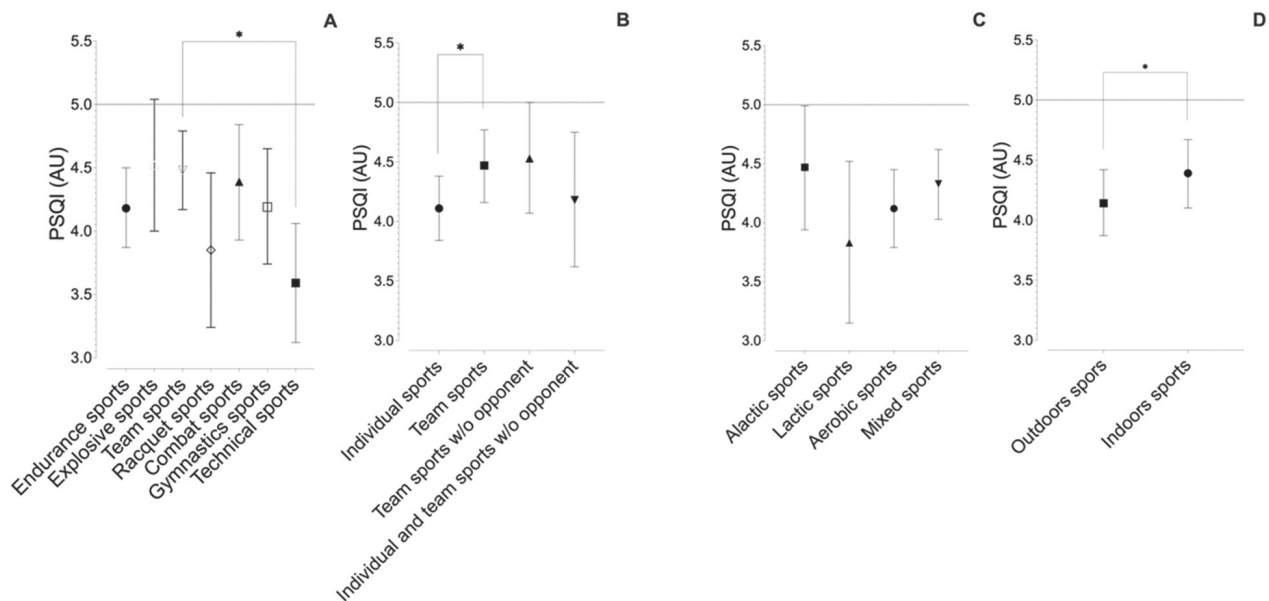 A
PSQI (AU)
5.5
5.0
4.5
4.0
3.5
3.0
*
Endurance sports
Explosive sports
Team sports
Racquet sports
Combat sports
Gymnastics sports
Technical sports
B
PSQI (AU)
5.5
5.0
4.5
4.0
3.5
3.0
*
Individual sports
Team sports
Team sports w/o opponent
Individual and team sports w/o opponent
C
PSQI (AU)
5.5
5.0
4.5
4.0
3.5
3.0
Alactic sports
Lactic sports
Aerobic sports
Mixed sports
D
PSQI (AU)
5.5
5.0
4.5
4.0
3.5
3.0
*
Outdoors spors
Indoors sports